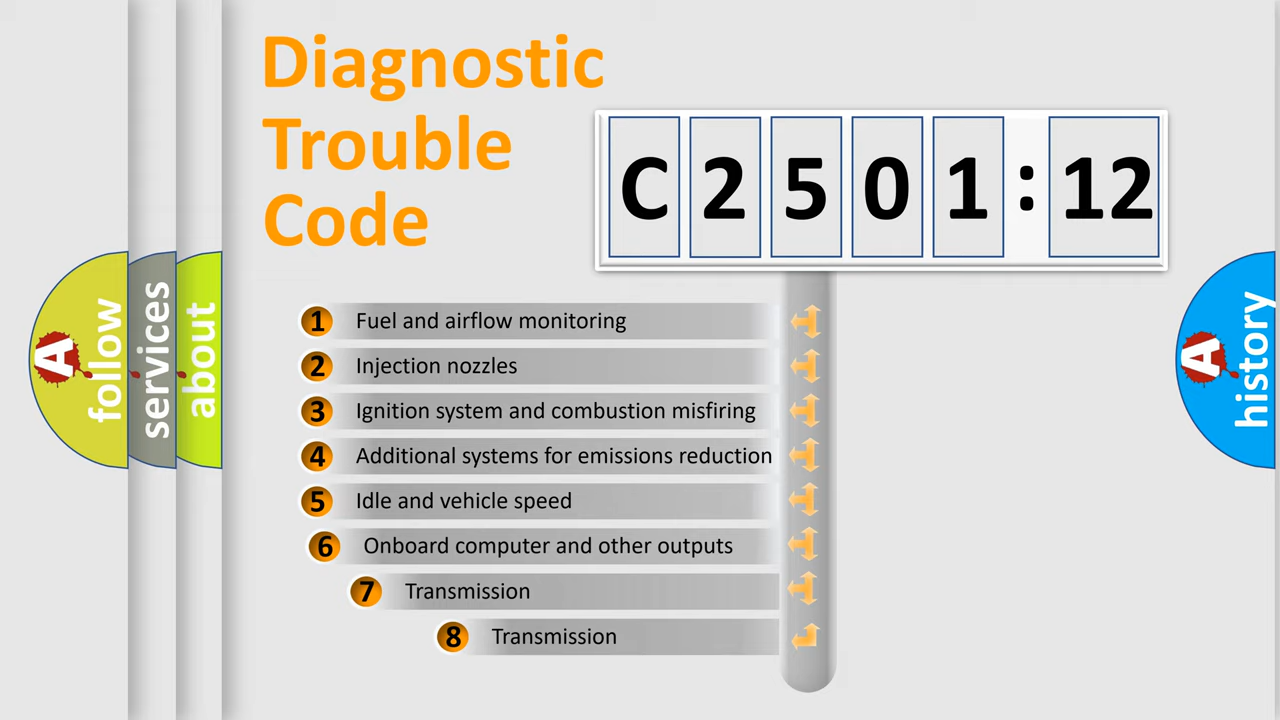 Diagnostic
Trouble
Code
C 2 5 0 1 : 12
1 Fuel and airflow monitoring
2 Injection nozzles
3 Ignition system and combustion misfiring
4 Additional systems for emissions reduction
5 Idle and vehicle speed
6 Onboard computer and other outputs
7 Transmission
8 Transmission
A follow
services
about
A history